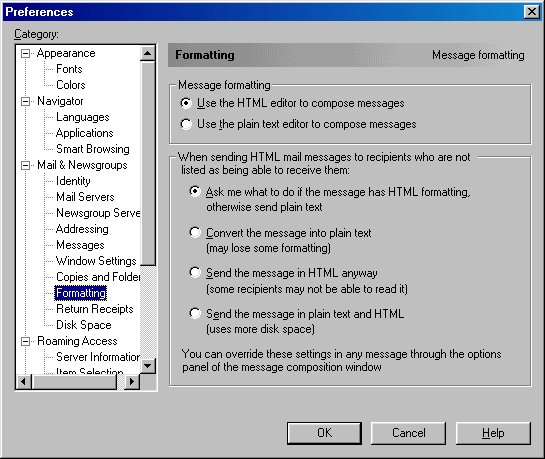 Preferences
Category:
Appearance
Fonts
Colors
Navigator
Languages
Applications
Smart Browsing
Mail & Newsgroups
Identity
Mail Servers
Newsgroup Serve
Addressing
Messages
Window Settings
Copies and Folder
Formatting
Return Receipts
Disk Space
Roaming Access
Server Information
Item Selection
Formatting Message formatting
Message formatting
Use the HTML editor to compose messages
Use the plain text editor to compose messages
When sending HTML mail messages to recipients who are not
listed as being able to receive them:
Ask me what to do if the message has HTML formatting,
otherwise send plain text
Convert the message into plain text
(may lose some formatting)
Send the message in HTML anyway
(some recipients may not be able to read it)
Send the message in plain text and HTML
(uses more disk space)
You can override these settings in any message through the options
panel of the message composition window
OK Cancel Help